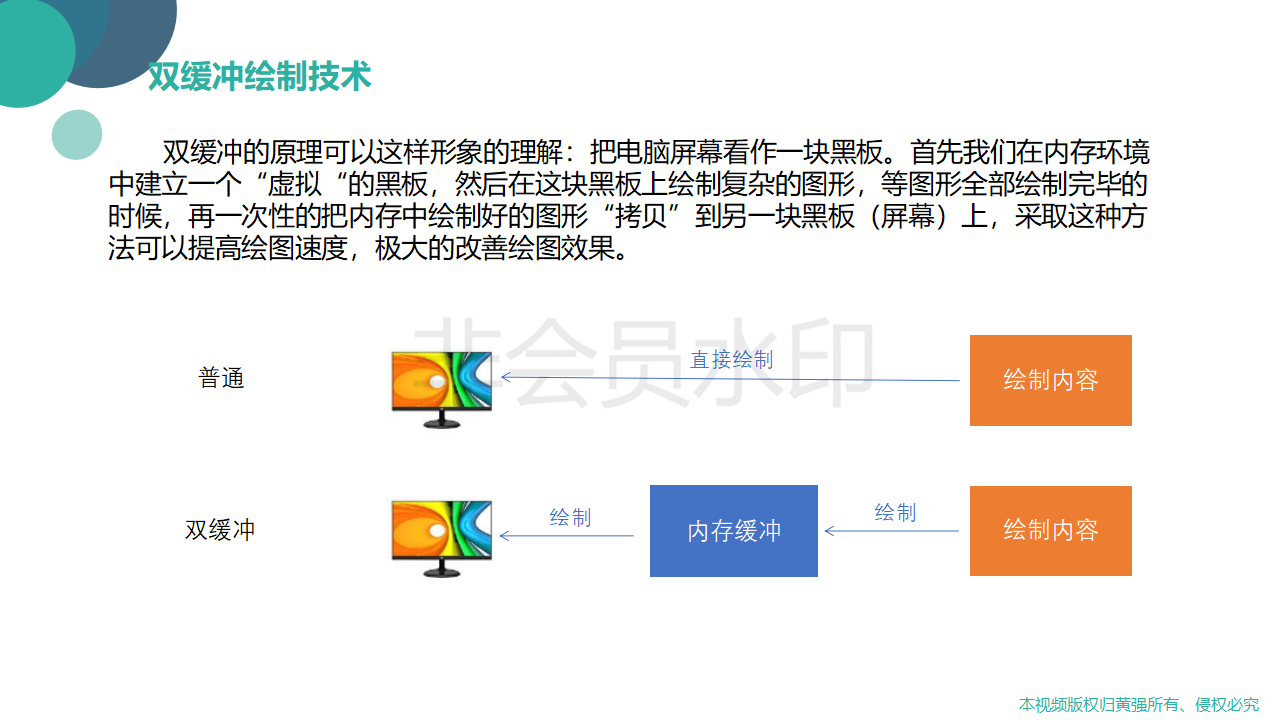 双缓冲绘制技术
双缓冲的原理可以这样形象的理解：把电脑屏幕看作一块黑板。首先我们在内存环境
中建立一个“虚拟“的黑板，然后在这块黑板上绘制复杂的图形，等图形全部绘制完毕的
时候，再一次性的把内存中绘制好的图形“拷贝”到另一块黑板（屏幕）上，采取这种方
法可以提高绘图速度，极大的改善绘图效果。
非会员水印
普通
直接绘制
绘制内容
双缓冲
绘制
内存缓冲
绘制
绘制内容
本视频版权归黄强所有、侵权必究